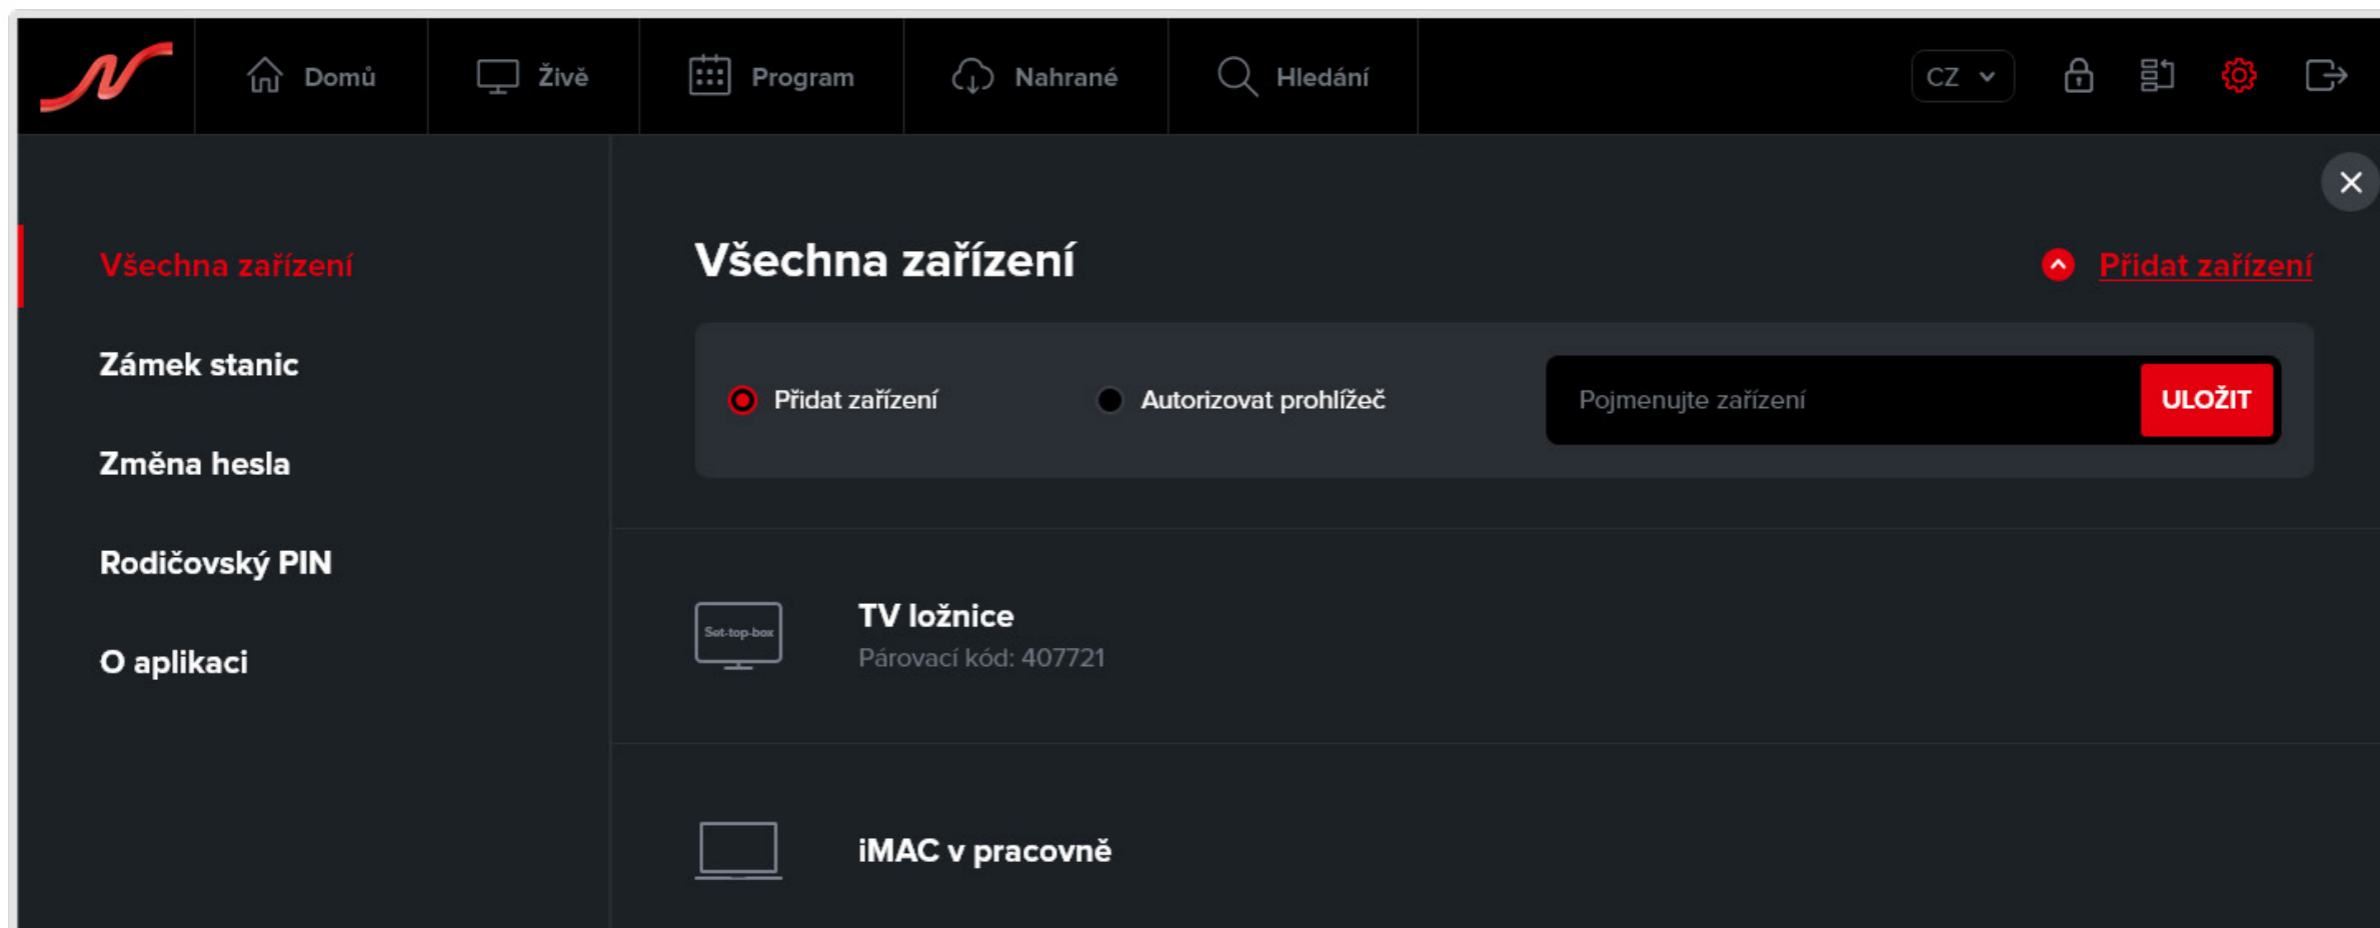 Domů
Živě
Program
Nahrané
Hledání
CZ
Všechna zařízení
Zámek stanic
Změna hesla
Rodičovský PIN
O aplikaci
Všechna zařízení
Přidat zařízení
Přidat zařízení
Autorizovat prohlížeč
Pojmenujte zařízení
ULOŽIT
Set-top-box
TV ložnice
Párovací kód: 407721
iMAC v pracovně